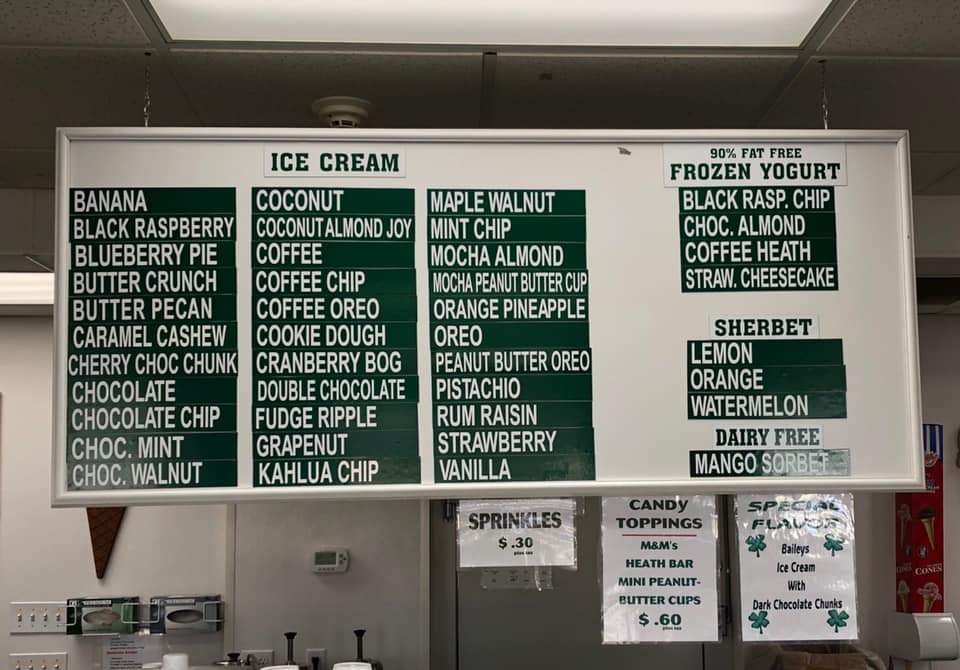 ICE CREAM
BANANA
BLACK RASPBERRY
BLUEBERRY PIE
BUTTER CRUNCH
BUTTER PECAN
CARAMEL CASHEW
CHERRY CHOC CHUNK
CHOCOLATE
CHOCOLATE CHIP
CHOC. MINT
CHOC. WALNUT
COCONUT
COCONUT ALMOND JOY
COFFEE
COFFEE CHIP
COFFEE OREO
COOKIE DOUGH
CRANBERRY BOG
DOUBLE CHOCOLATE
FUDGE RIPPLE
GRAPENUT
KAHLUA CHIP
MAPLE WALNUT
MINT CHIP
MOCHA ALMOND
MOCHA PEANUT BUTTER CUP
ORANGE PINEAPPLE
OREO
PEANUT BUTTER OREO
PISTACHIO
RUM RAISIN
STRAWBERRY
VANILLA
90% FAT FREE
FROZEN YOGURT
BLACK RASP. CHIP
CHOC. ALMOND
COFFEE HEATH
STRAW. CHEESECAKE
SHERBET
LEMON
ORANGE
WATERMELON
DAIRY FREE
MANGO SORBET
SPRINKLES
$.30
plus tax
CANDY
TOPPINGS
M&M's
HEATH BAR
MINI PEANUT-
BUTTER CUPS
$.60
plus tax
SPECIAL
FLAVOR
Baileys
Ice Cream
With
Dark Chocolate Chunks
CONES